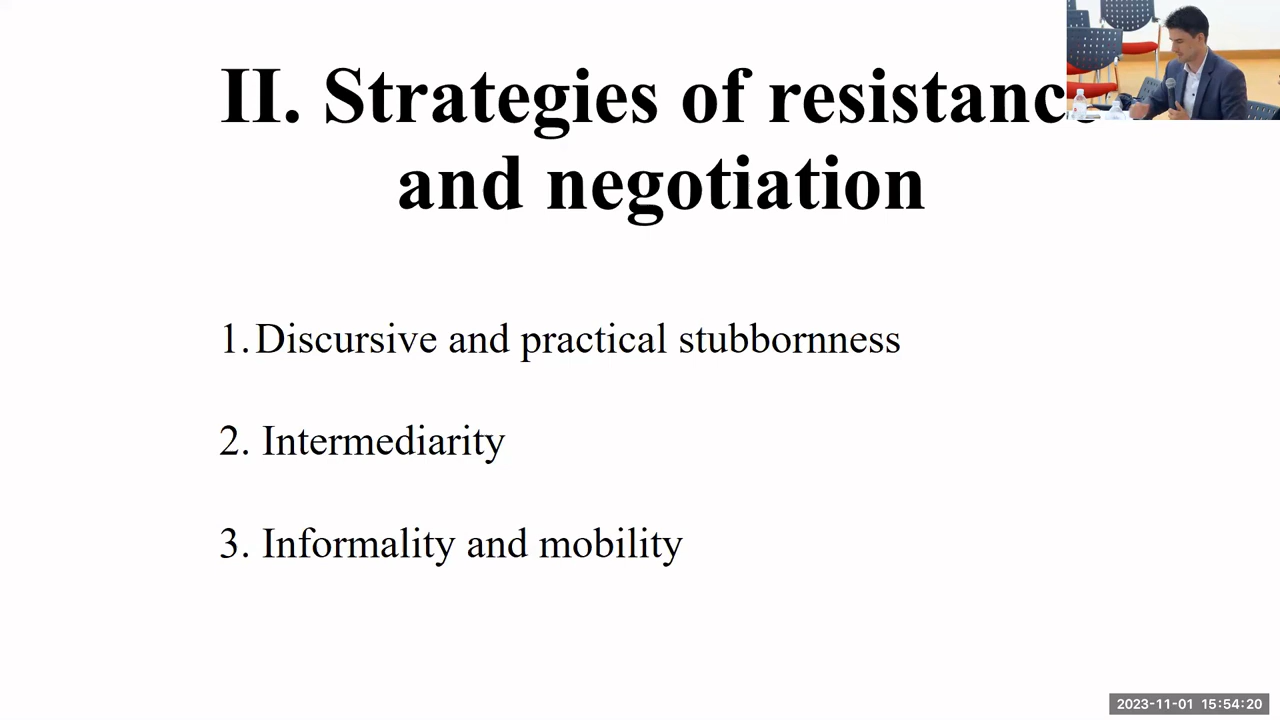 II. Strategies of resistance
and negotiation
1. Discursive and practical stubbornness
2. Intermediarity
3. Informality and mobility
2023-11-01 15:54:20